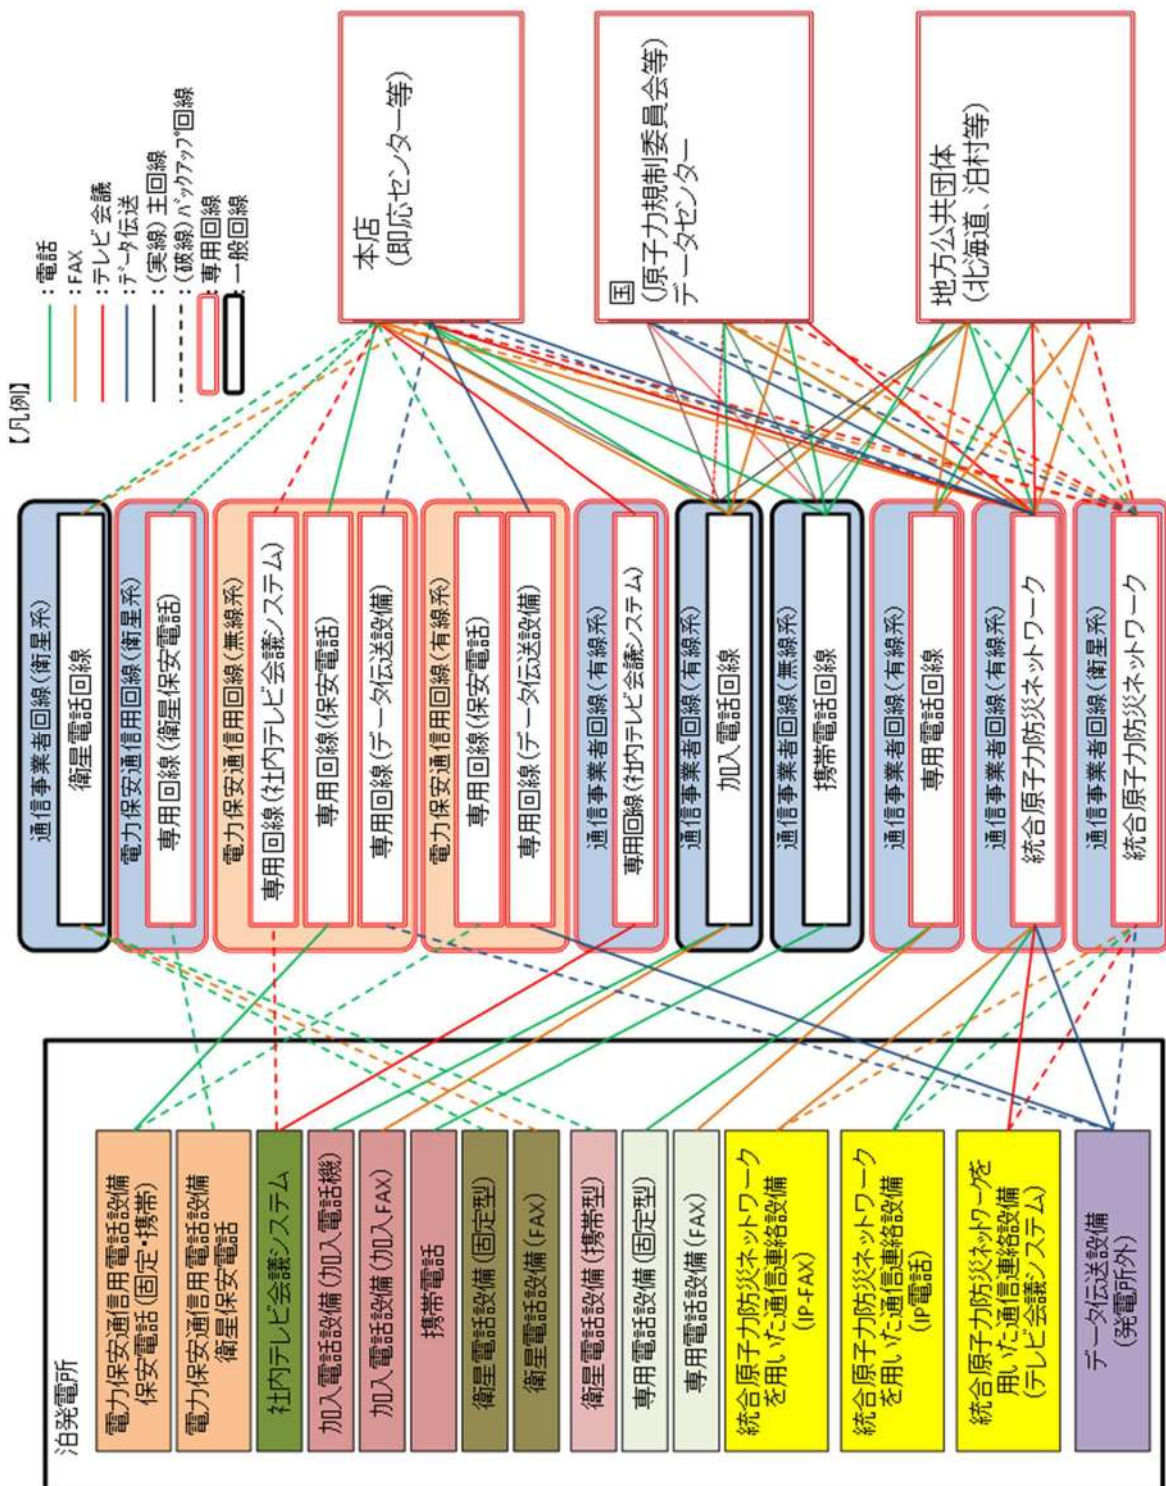 【凡例】
:電話
:FAX
:テレビ会議
:データ伝送
:(実線)主回線
:(破線)バックアップ回線
:専用回線
:一般回線
泊発電所
電力保安通信用電話設備
保安電話(固定・携帯)
電力保安通信用電話設備
衛星保安電話
社内テレビ会議システム
加入電話設備(加入電話機)
加入電話設備(加入FAX)
携帯電話
衛星電話設備(固定型)
衛星電話設備(FAX)
衛星電話設備(携帯型)
専用電話設備(固定型)
専用電話設備(FAX)
統合原子力防災ネットワーク
を用いた通信連絡設備
(IP-FAX)
統合原子力防災ネットワーク
を用いた通信連絡設備
(IP電話)
統合原子力防災ネットワークを
用いた通信連絡設備
(テレビ会議システム)
データ伝送設備
(発電所外)
通信事業者回線(衛星系)
衛星電話回線
電力保安通信用回線(衛星系)
専用回線(衛星保安電話)
電力保安通信用回線(無線系)
専用回線(社内テレビ会議システム)
専用回線(保安電話)
専用回線(データ伝送設備)
電力保安通信用回線(有線系)
専用回線(保安電話)
専用回線(データ伝送設備)
通信事業者回線(有線系)
専用回線(社内テレビ会議システム)
通信事業者回線(有線系)
加入電話回線
通信事業者回線(無線系)
携帯電話回線
通信事業者回線(有線系)
専用電話回線
通信事業者回線(有線系)
統合原子力防災ネットワーク
通信事業者回線(衛星系)
統合原子力防災ネットワーク
本店
(即応センター等)
国
(原子力規制委員会等)
データセンター
地方公共団体
(北海道、泊村等)